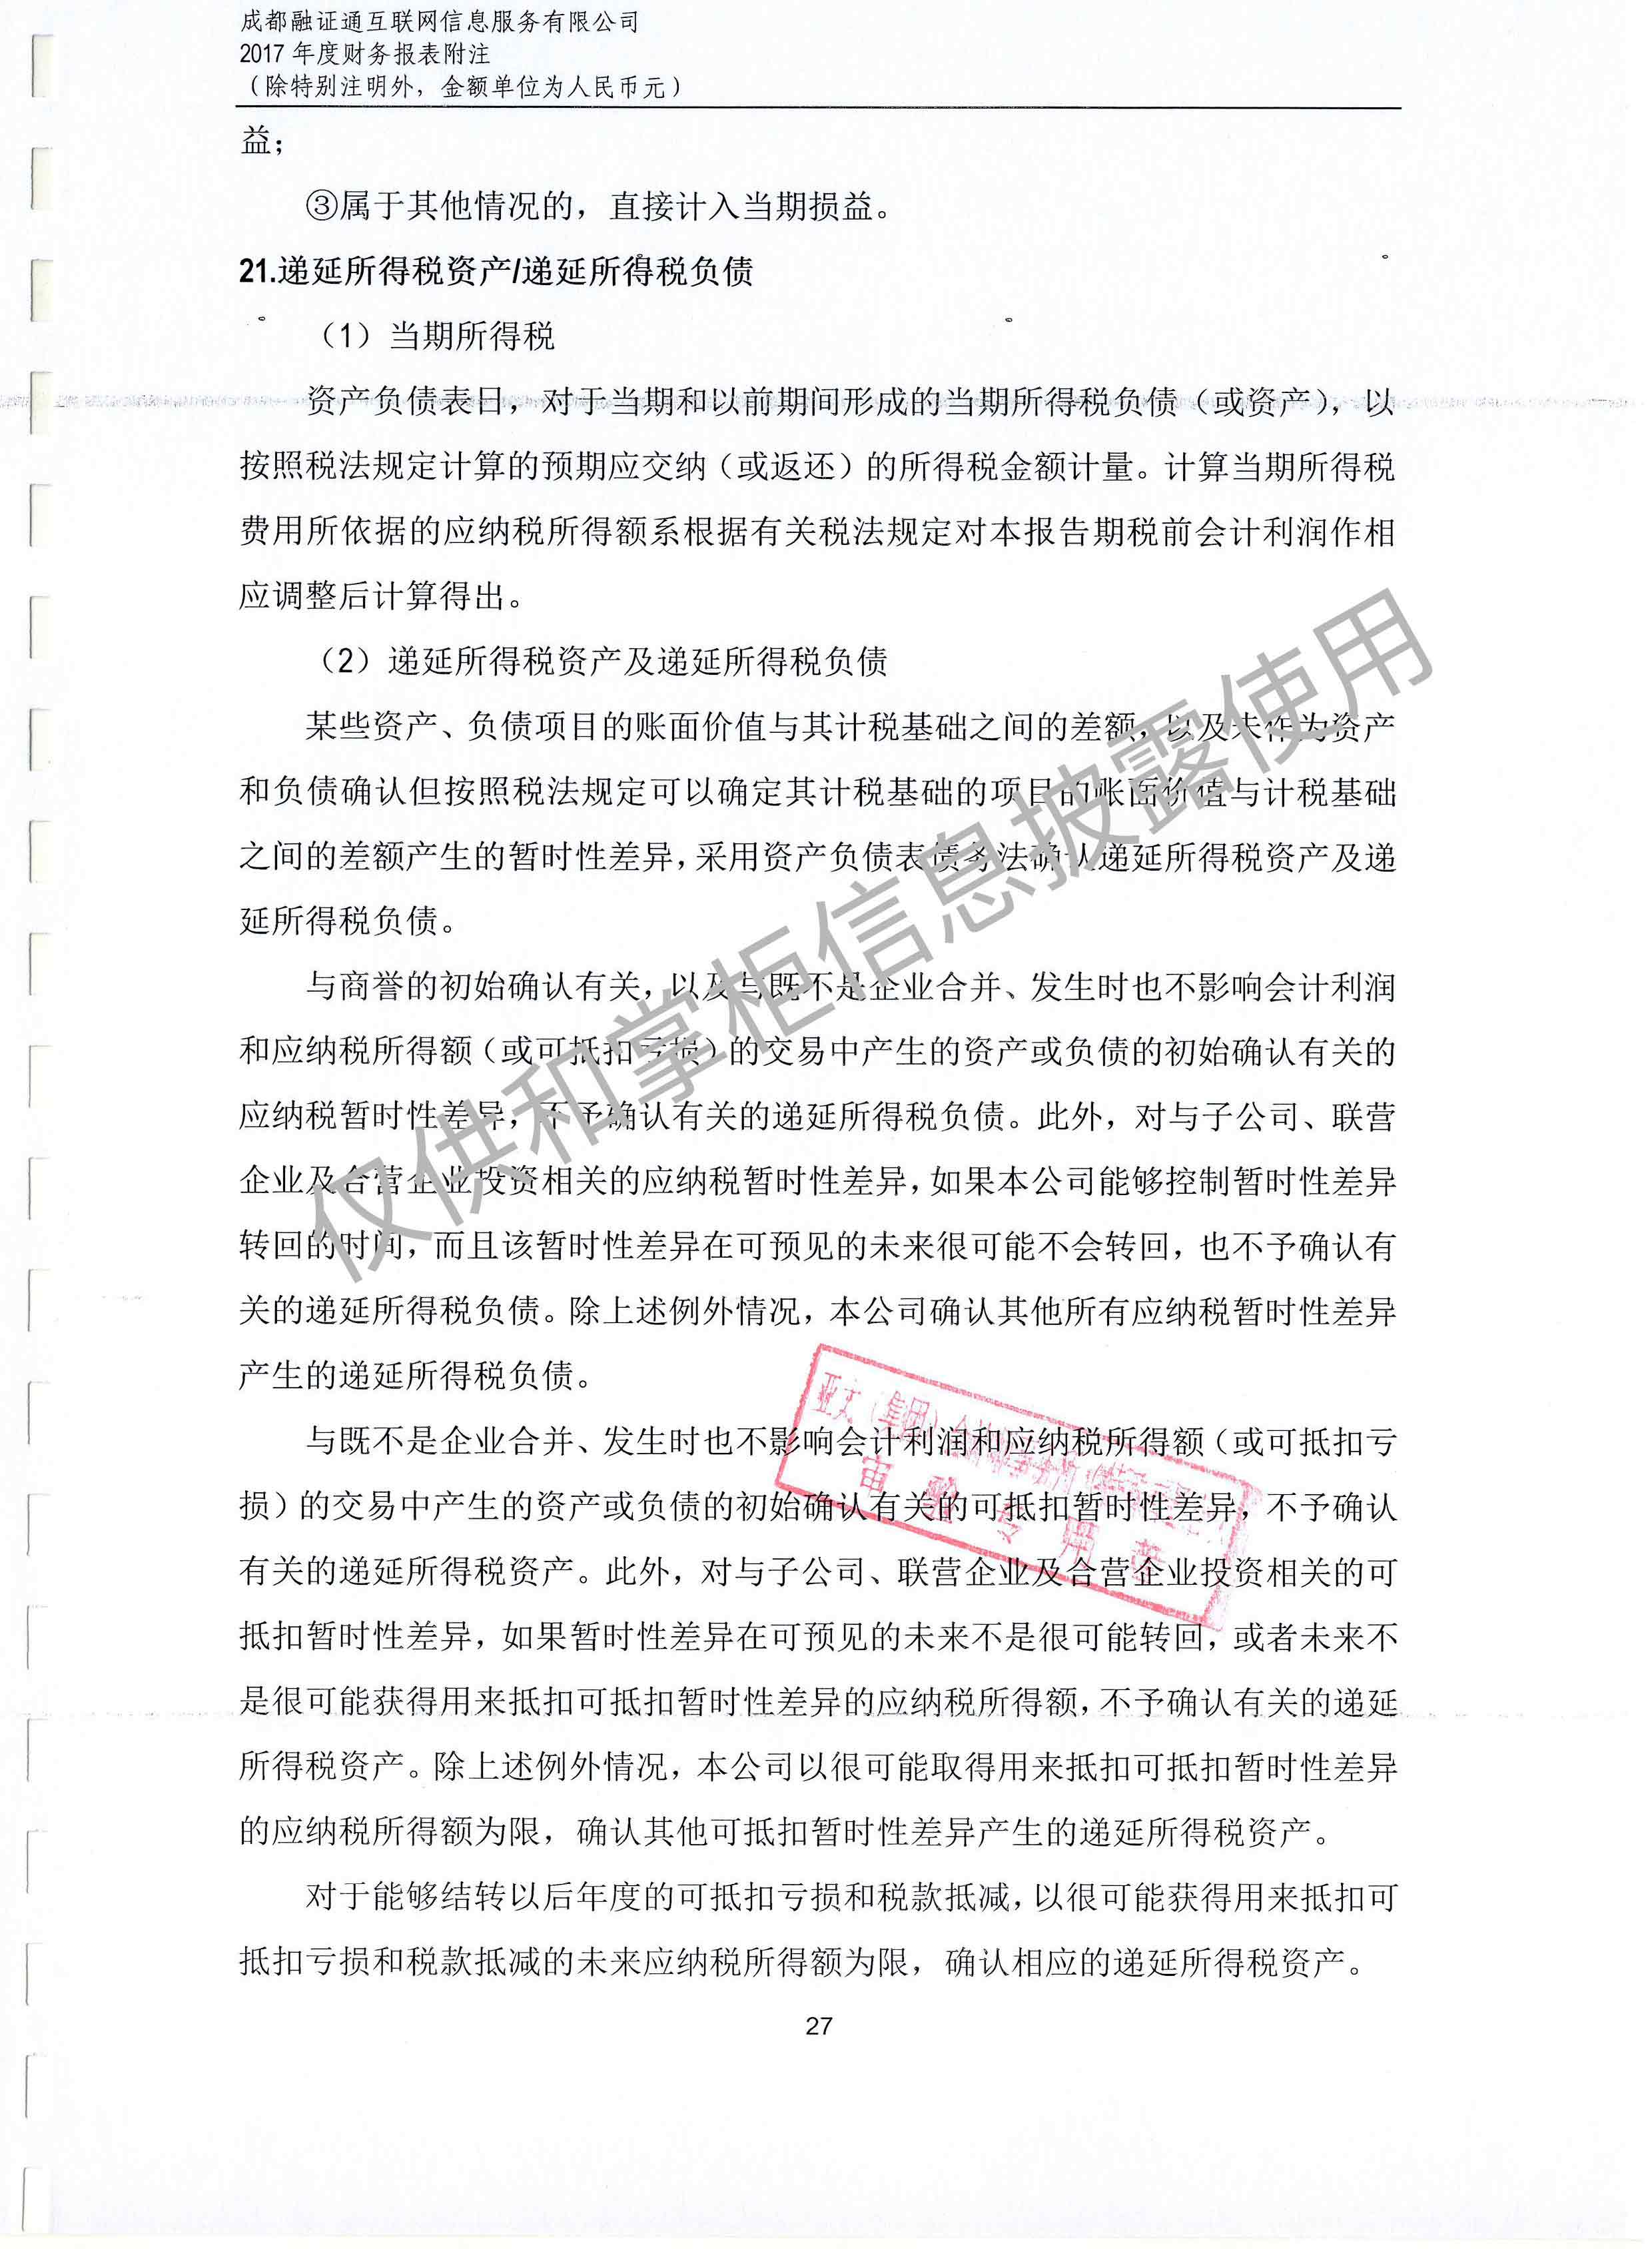 成都融证通互联网信息服务有限公司
2017 年度财务报表附注
（除特别注明外，金额单位为人民币元）
益；
③属于其他情况的，直接计入当期损益。
21.递延所得税资产/递延所得税负债
（1）当期所得税
资产负债表日，对于当期和以前期间形成的当期所得税负债（或资产），以
按照税法规定计算的预期应交纳（或返还）的所得税金额计量。计算当期所得税
费用所依据的应纳税所得额系根据有关税法规定对本报告期税前会计利润作相
应调整后计算得出。
（2）递延所得税资产及递延所得税负债
某些资产、负债项目的账面价值与其计税基础之间的差额，以及未作为资产
和负债确认但按照税法规定可以确定其计税基础的项目的账面价值与计税基础
之间的差额产生的暂时性差异，采用资产负债表债务法确认递延所得税资产及递
延所得税负债。
与商誉的初始确认有关，以及与既不是企业合并、发生时也不影响会计利润
和应纳税所得额（或可抵扣亏损）的交易中产生的资产或负债的初始确认有关的
应纳税暂时性差异，不予确认有关的递延所得税负债。此外，对与子公司、联营
企业及合营企业投资相关的应纳税暂时性差异，如果本公司能够控制暂时性差异
转回的时间，而且该暂时性差异在可预见的未来很可能不会转回，也不予确认有
关的递延所得税负债。除上述例外情况，本公司确认其他所有应纳税暂时性差异
产生的递延所得税负债。
与既不是企业合并、发生时也不影响会计利润和应纳税所得额（或可抵扣亏
损）的交易中产生的资产或负债的初始确认有关的可抵扣暂时性差异，不予确认
有关的递延所得税资产。此外，对与子公司、联营企业及合营企业投资相关的可
抵扣暂时性差异，如果暂时性差异在可预见的未来不是很可能转回，或者未来不
是很可能获得用来抵扣可抵扣暂时性差异的应纳税所得额，不予确认有关的递延
所得税资产。除上述例外情况，本公司以很可能取得用来抵扣可抵扣暂时性差异
的应纳税所得额为限，确认其他可抵扣暂时性差异产生的递延所得税资产。
对于能够结转以后年度的可抵扣亏损和税款抵减，以很可能获得用来抵扣可
抵扣亏损和税款抵减的未来应纳税所得额为限，确认相应的递延所得税资产。
27
仅供和掌柜信息披露使用
审验专用章